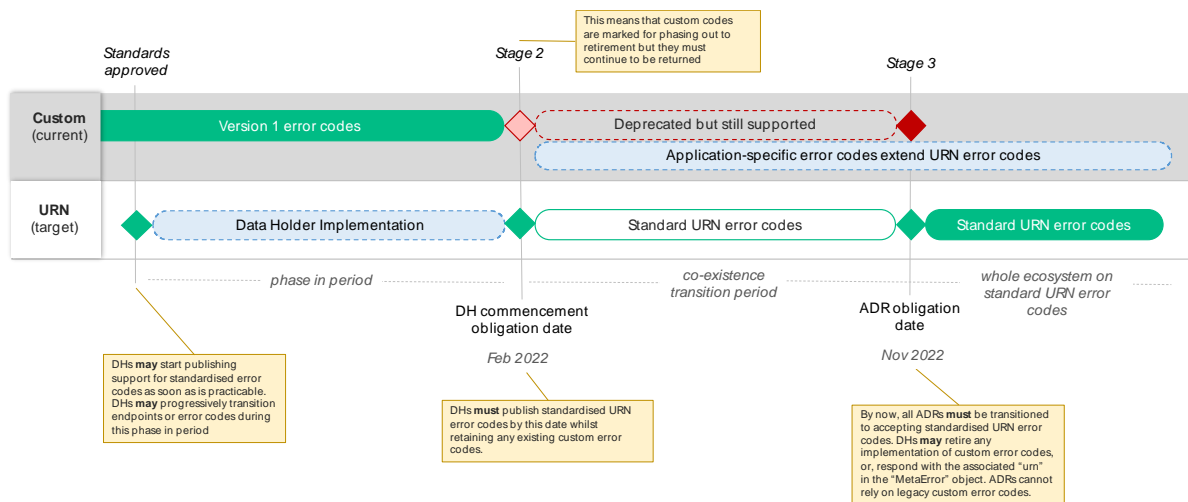 This means that custom codes
are marked for phasing out to
retirement but they must
continue to be returned
Standards
approved
Stage 2
Stage 3
Custom
(current)
Version 1 error codes
Deprecated but still supported
Application-specific error codes extend URN error codes
URN
(target)
Data Holder Implementation
Standard URN error codes
Standard URN error codes
phase in period
co-existence
transition period
whole ecosystem on
standard URN error
codes
DH commencement
obligation date
Feb 2022
ADR obligation
date
Nov 2022
DHs may start publishing
support for standardised error
codes as soon as is practicable.
DHs may progressively transition
endpoints or error codes during
this phase in period
DHs must publish standardised URN
error codes by this date whilst
retaining any existing custom error
codes.
By now, all ADRs must be transitioned
to accepting standardised URN error
codes. DHs may retire any
implementation of custom error codes,
or, respond with the associated “urn”
in the “MetaError” object. ADRs cannot
rely on legacy custom error codes.